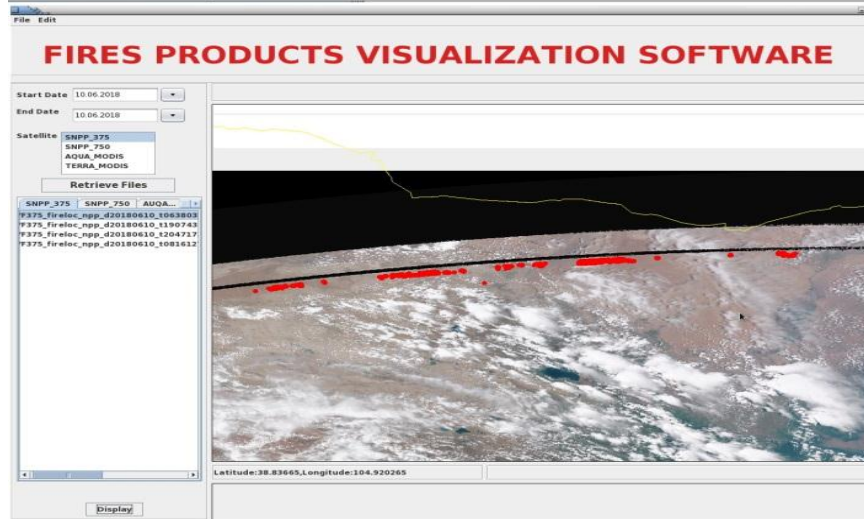 File Edit
FIRES PRODUCTS VISUALIZATION SOFTWARE
Start Date 10.06.2018
End Date 10.06.2018
Satellite SNPP_375
SNPP_750
AQUA_MODIS
TERRA_MODIS
Retrieve Files
SNPP_375 SNPP_750 AUQA...
F375_fireloc_npp_d20180610_t063803
F375_fireloc_npp_d20180610_t190743
F375_fireloc_npp_d20180610_t204717
F375_fireloc_npp_d20180610_t081612
Latitude:38.83665,Longitude:104.920265
Display